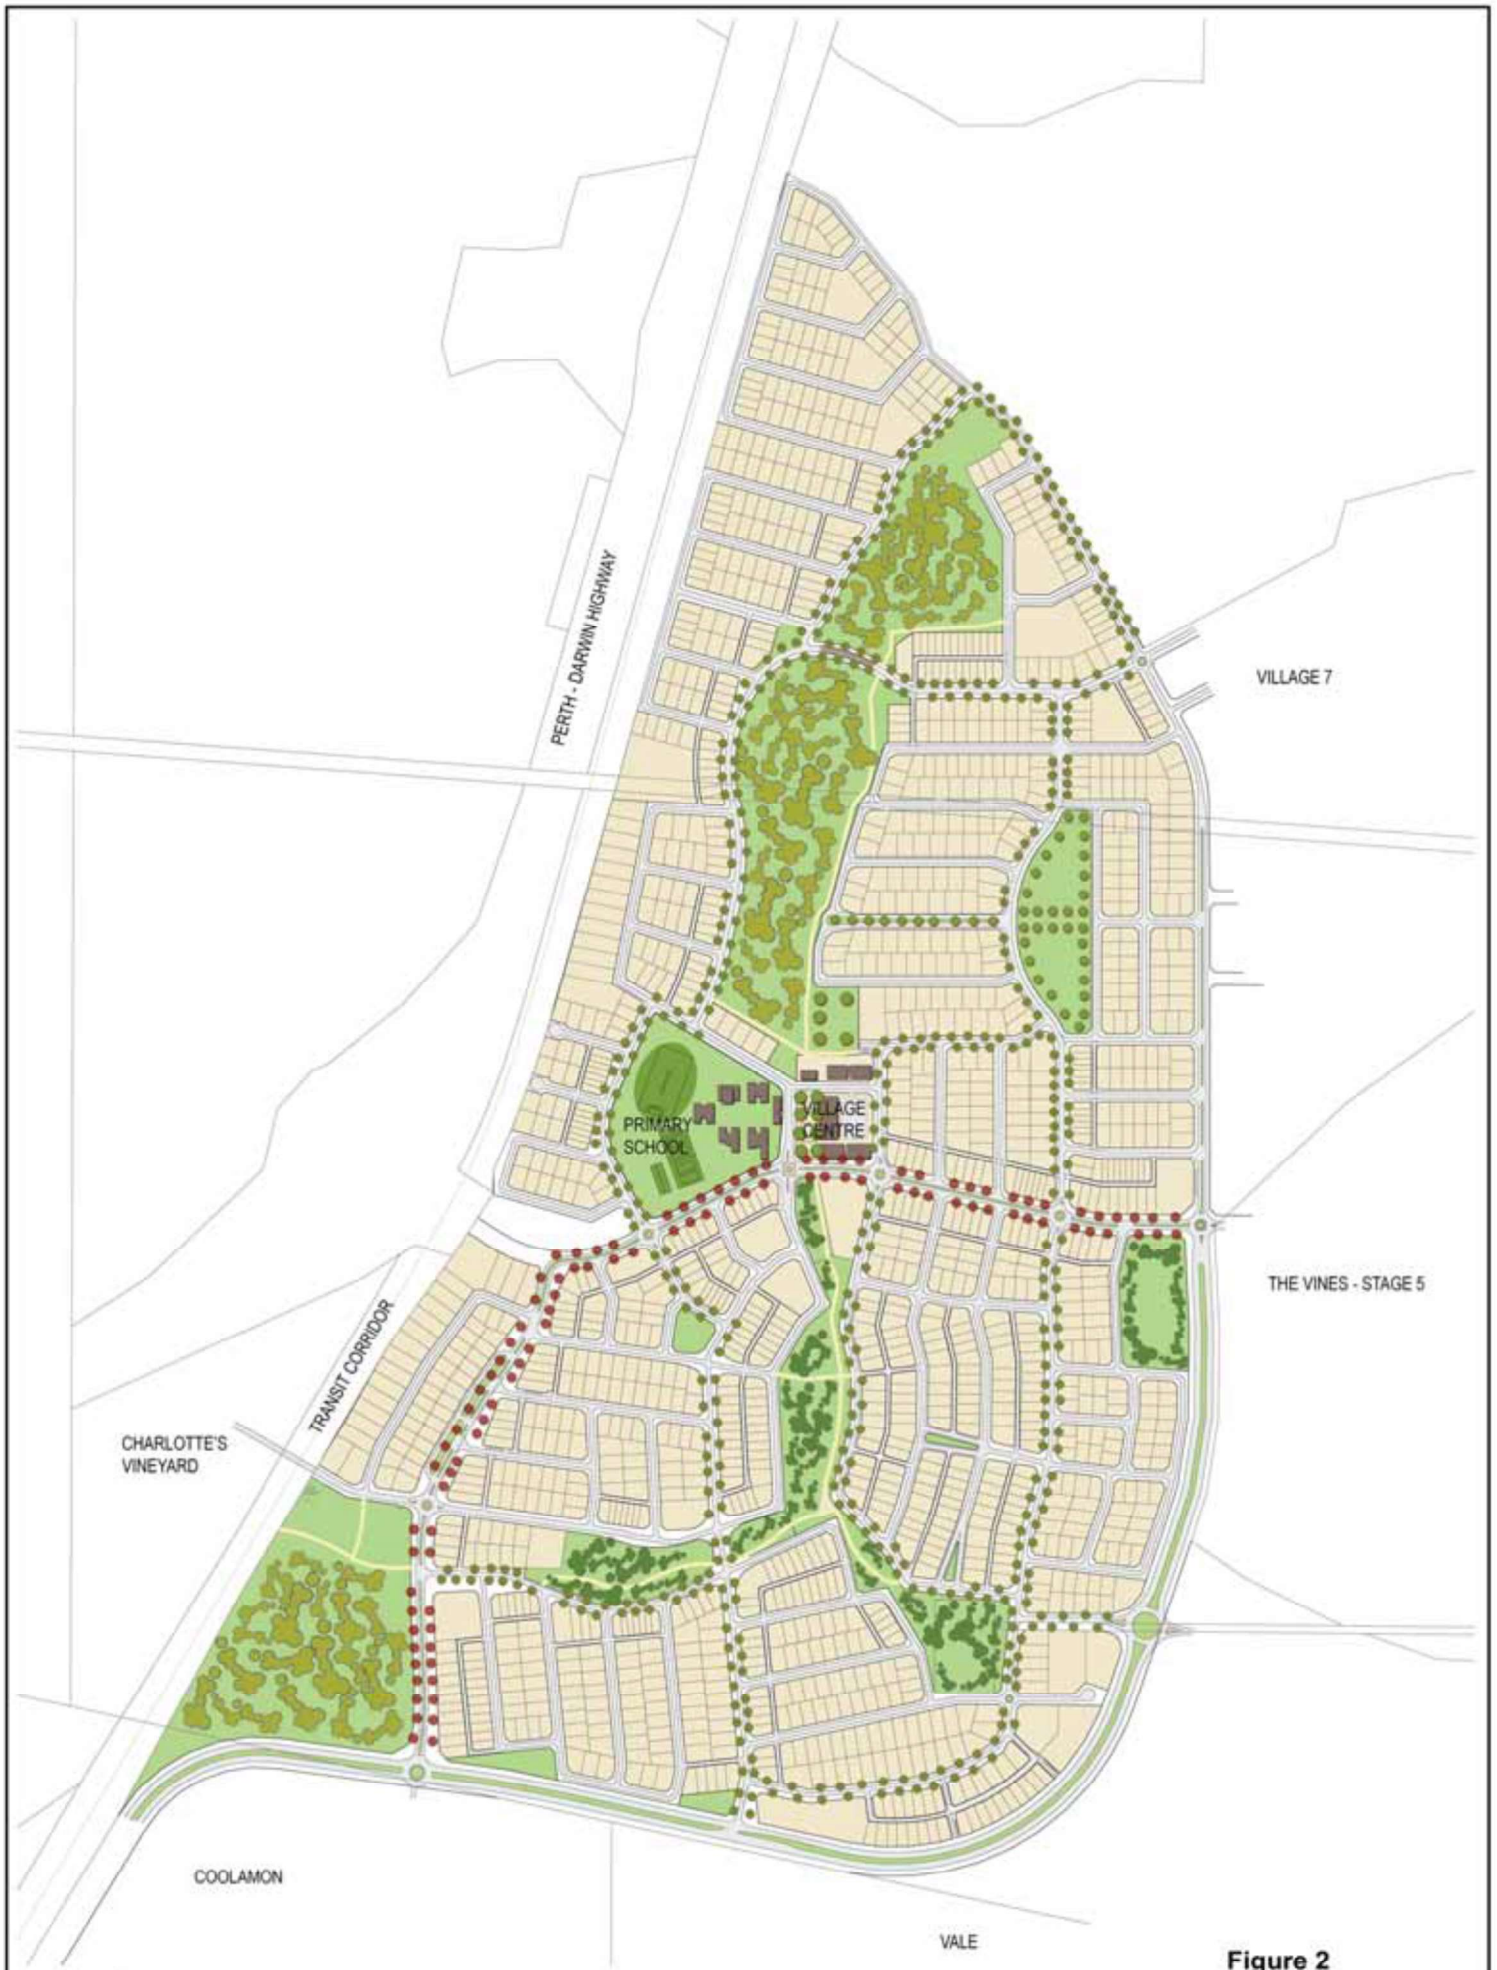 PERTH - DARWIN HIGHWAY
VILLAGE 7
PRIMARY
SCHOOL
VILLAGE
CENTRE
THE VINES - STAGE 5
TRANSIT CORRIDOR
CHARLOTTE'S
VINEYARD
COOLAMON
VALE
Figure 2